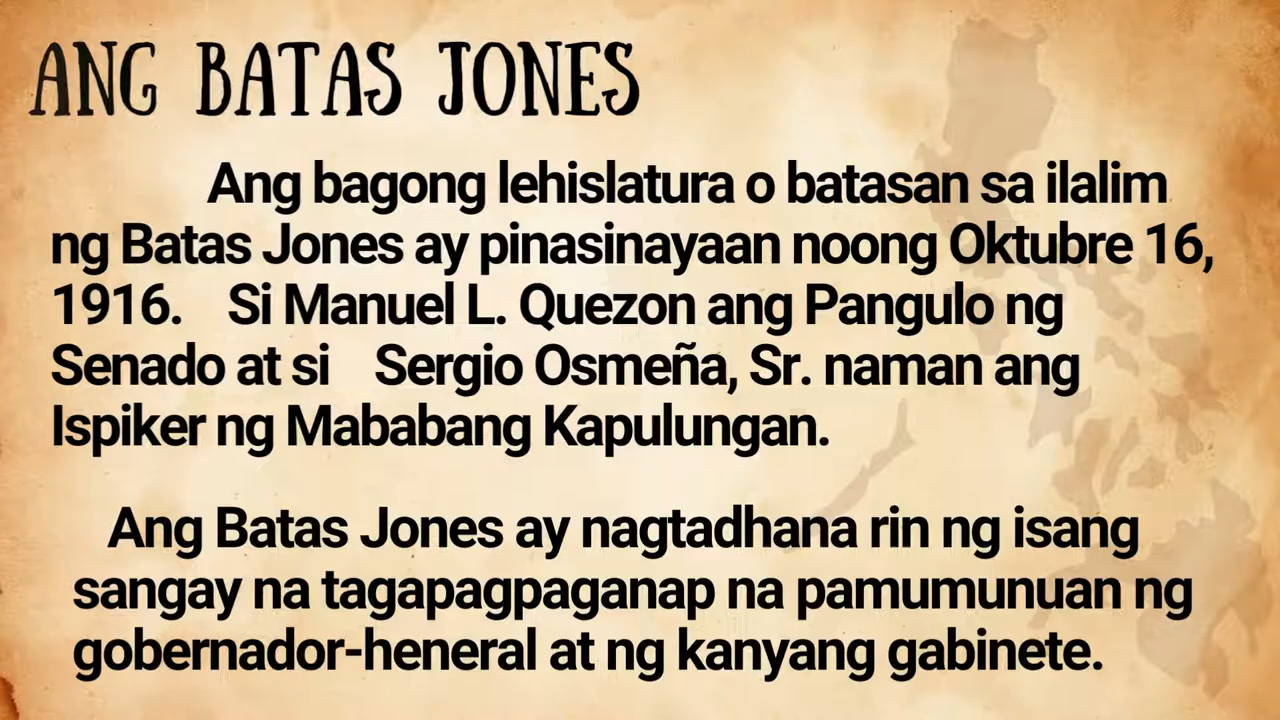 ANG BATAS JONES
Ang bagong lehislatura o batasan sa ilalim
ng Batas Jones ay pinasinayaan noong Oktubre 16,
1916. Si Manuel L. Quezon ang Pangulo ng
Senado at si Sergio Osmeña, Sr. naman ang
Ispiker ng Mababang Kapulungan.
Ang Batas Jones ay nagtadhana rin ng isang
sangay na tagapagpaganap na pamumunuan ng
gobernador-heneral at ng kanyang gabinete.